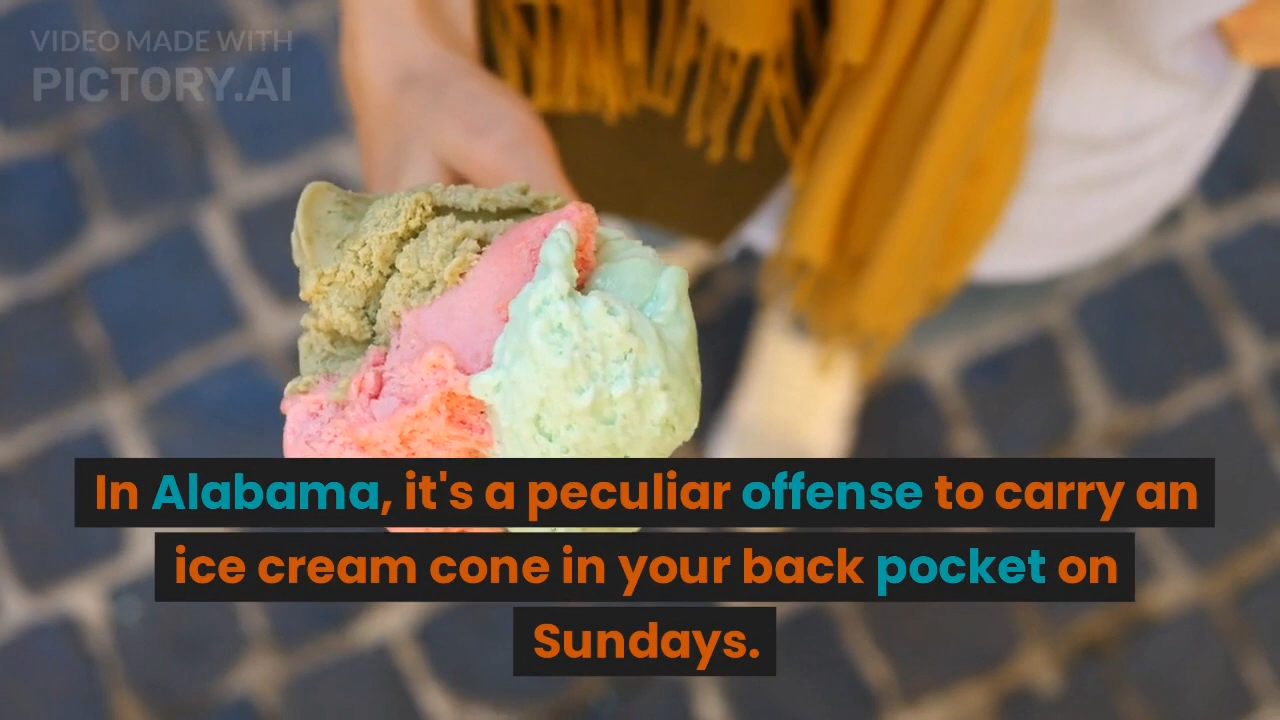 VIDEO MADE WITH
PICTORY.AI
In Alabama, it's a peculiar offense to carry an
ice cream cone in your back pocket on
Sundays.